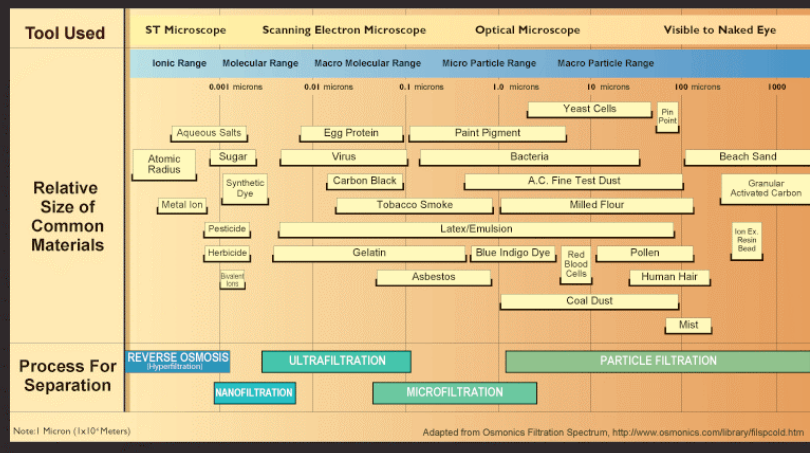 Tool Used
ST Microscope Scanning Electron Microscope Optical Microscope Visible to Naked Eye
Ionic Range Molecular Range Macro Molecular Range Micro Particle Range Macro Particle Range
0.001 microns 0.01 microns 0.1 microns 1.0 microns 10 microns 100 microns 1000
Relative
Size of
Common
Materials
Yeast Cells
Pin
Point
Aqueous Salts Egg Protein Paint Pigment
Atomic
Radius
Sugar Virus Bacteria Beach Sand
Synthetic
Dye
Carbon Black A.C. Fine Test Dust
Granular
Activated Carbon
Metal Ion Tobacco Smoke Milled Flour
Pesticide Latex/Emulsion
Ion Ex.
Resin
Bead
Herbicide Gelatin Blue Indigo Dye
Red
Blood
Cells
Pollen
Bivalent
Ions
Asbestos Human Hair
Coal Dust
Mist
Process For
Separation
REVERSE OSMOSIS
(Hyperfiltration)
ULTRAFILTRATION PARTICLE FILTRATION
NANOFILTRATION MICROFILTRATION
Note:1 Micron Meters)
Adapted from Osmonics Filtration Spectrum, http://www.osmonics.com/library/filspcold.htm